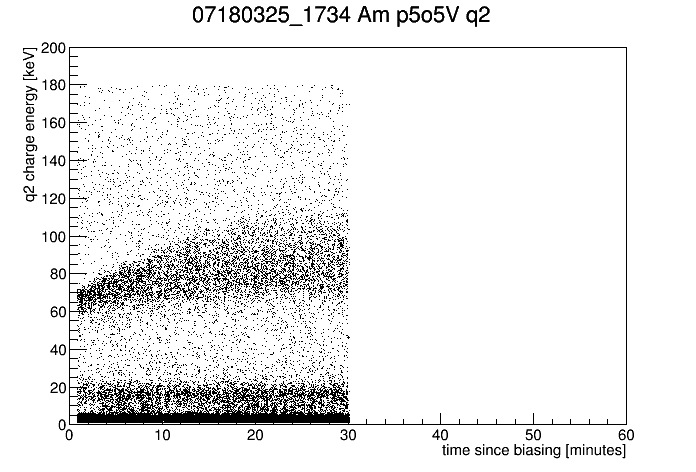 07180325_1734 Am p5o5V q2
q2 charge energy [keV]
200
180
160
140
120
100
80
60
40
20
0
0 10 20 30 40 50 60
time since biasing [minutes]